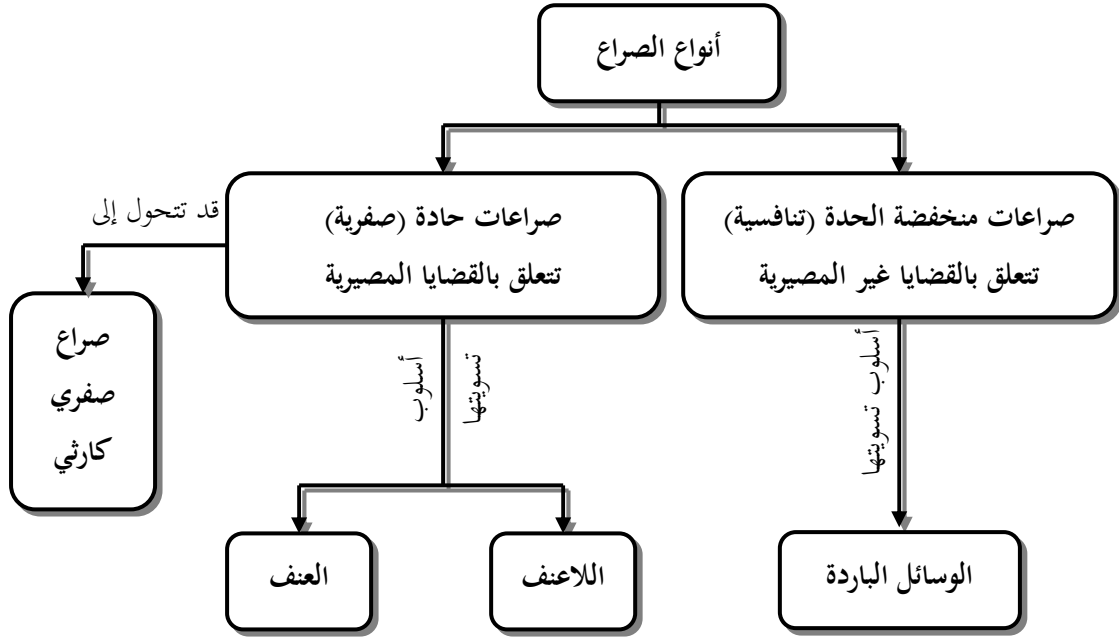 أنواع الصراع
صراعات منخفضة الحدة (تنافسية)
تتعلق بالقضايا غير المصيرية
صراعات حادة (صفرية)
تتعلق بالقضايا المصيرية
قد تتحول إلى
صراع
صفري
كارثي
أسلوب تسويتها
تسويتها
أسلوب
الوسائل الباردة
اللاعنف
العنف